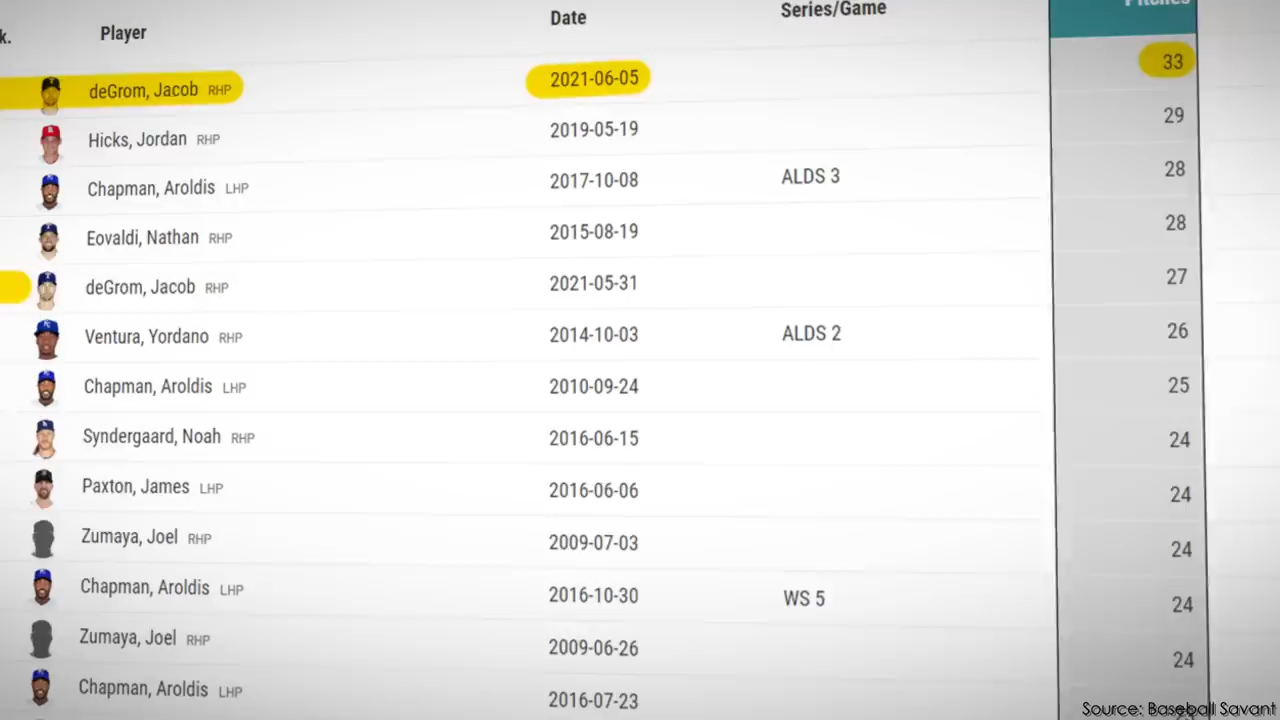 k. Player Date Series/Game Pitches
deGrom, Jacob RHP 2021-06-05 33
Hicks, Jordan RHP 2019-05-19 29
Chapman, Aroldis LHP 2017-10-08 ALDS 3 28
Eovaldi, Nathan RHP 2015-08-19 28
deGrom, Jacob RHP 2021-05-31 27
Ventura, Yordano RHP 2014-10-03 ALDS 2 26
Chapman, Aroldis LHP 2010-09-24 25
Syndergaard, Noah RHP 2016-06-15 24
Paxton, James LHP 2016-06-06 24
Zumaya, Joel RHP 2009-07-03 24
Chapman, Aroldis LHP 2016-10-30 WS 5 24
Zumaya, Joel RHP 2009-06-26 24
Chapman, Aroldis LHP 2016-07-23
Source: Baseball Savant